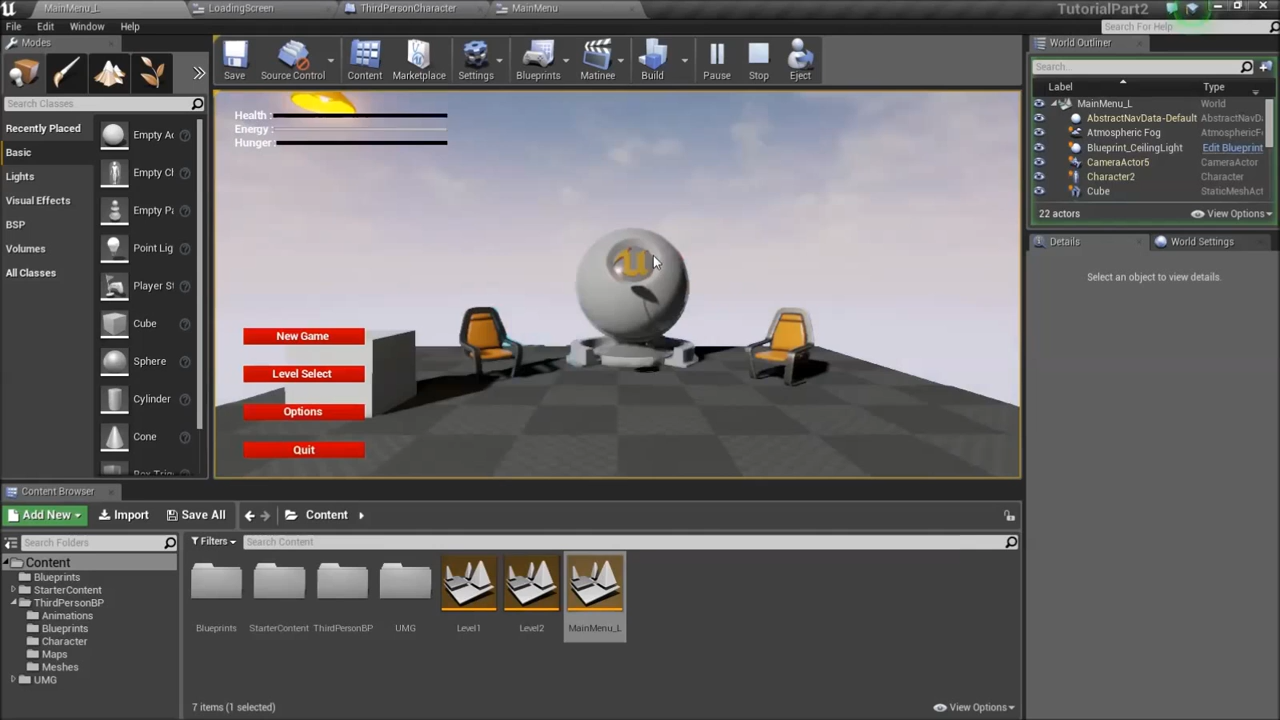 MainMenu_L
LoadingScreen
ThirdPersonCharacter
MainMenu
TutorialPart2
File
Edit
Window
Help
Search For Help
Modes
Save
Source Control
Content
Marketplace
Settings
Blueprints
Matinee
Build
Pause
Stop
Eject
World Outliner
Search...
Label
Type
MainMenu_L
World
AbstractNavData-Default
AbstractNavDa
Atmospheric Fog
AtmosphericF
Blueprint_CeilingLight
Edit Blueprint
CameraActor5
CameraActor
Character2
Character
Cube
StaticMeshAct
22 actors
View Options
Search Classes
Recently Placed
Basic
Lights
Visual Effects
BSP
Volumes
All Classes
Empty Ac
Empty Ch
Empty Pa
Point Lig
Player St
Cube
Sphere
Cylinder
Cone
Box Trig
Health :
Energy :
Hunger :
New Game
Level Select
Options
Quit
Details
World Settings
Select an object to view details.
Content Browser
Add New
Import
Save All
Content
Search Folders
Filters
Search Content
Content
Blueprints
StarterContent
ThirdPersonBP
Animations
Blueprints
Character
Maps
Meshes
UMG
Blueprints
StarterContent
ThirdPersonBP
UMG
Level1
Level2
MainMenu_L
7 items (1 selected)
View Options